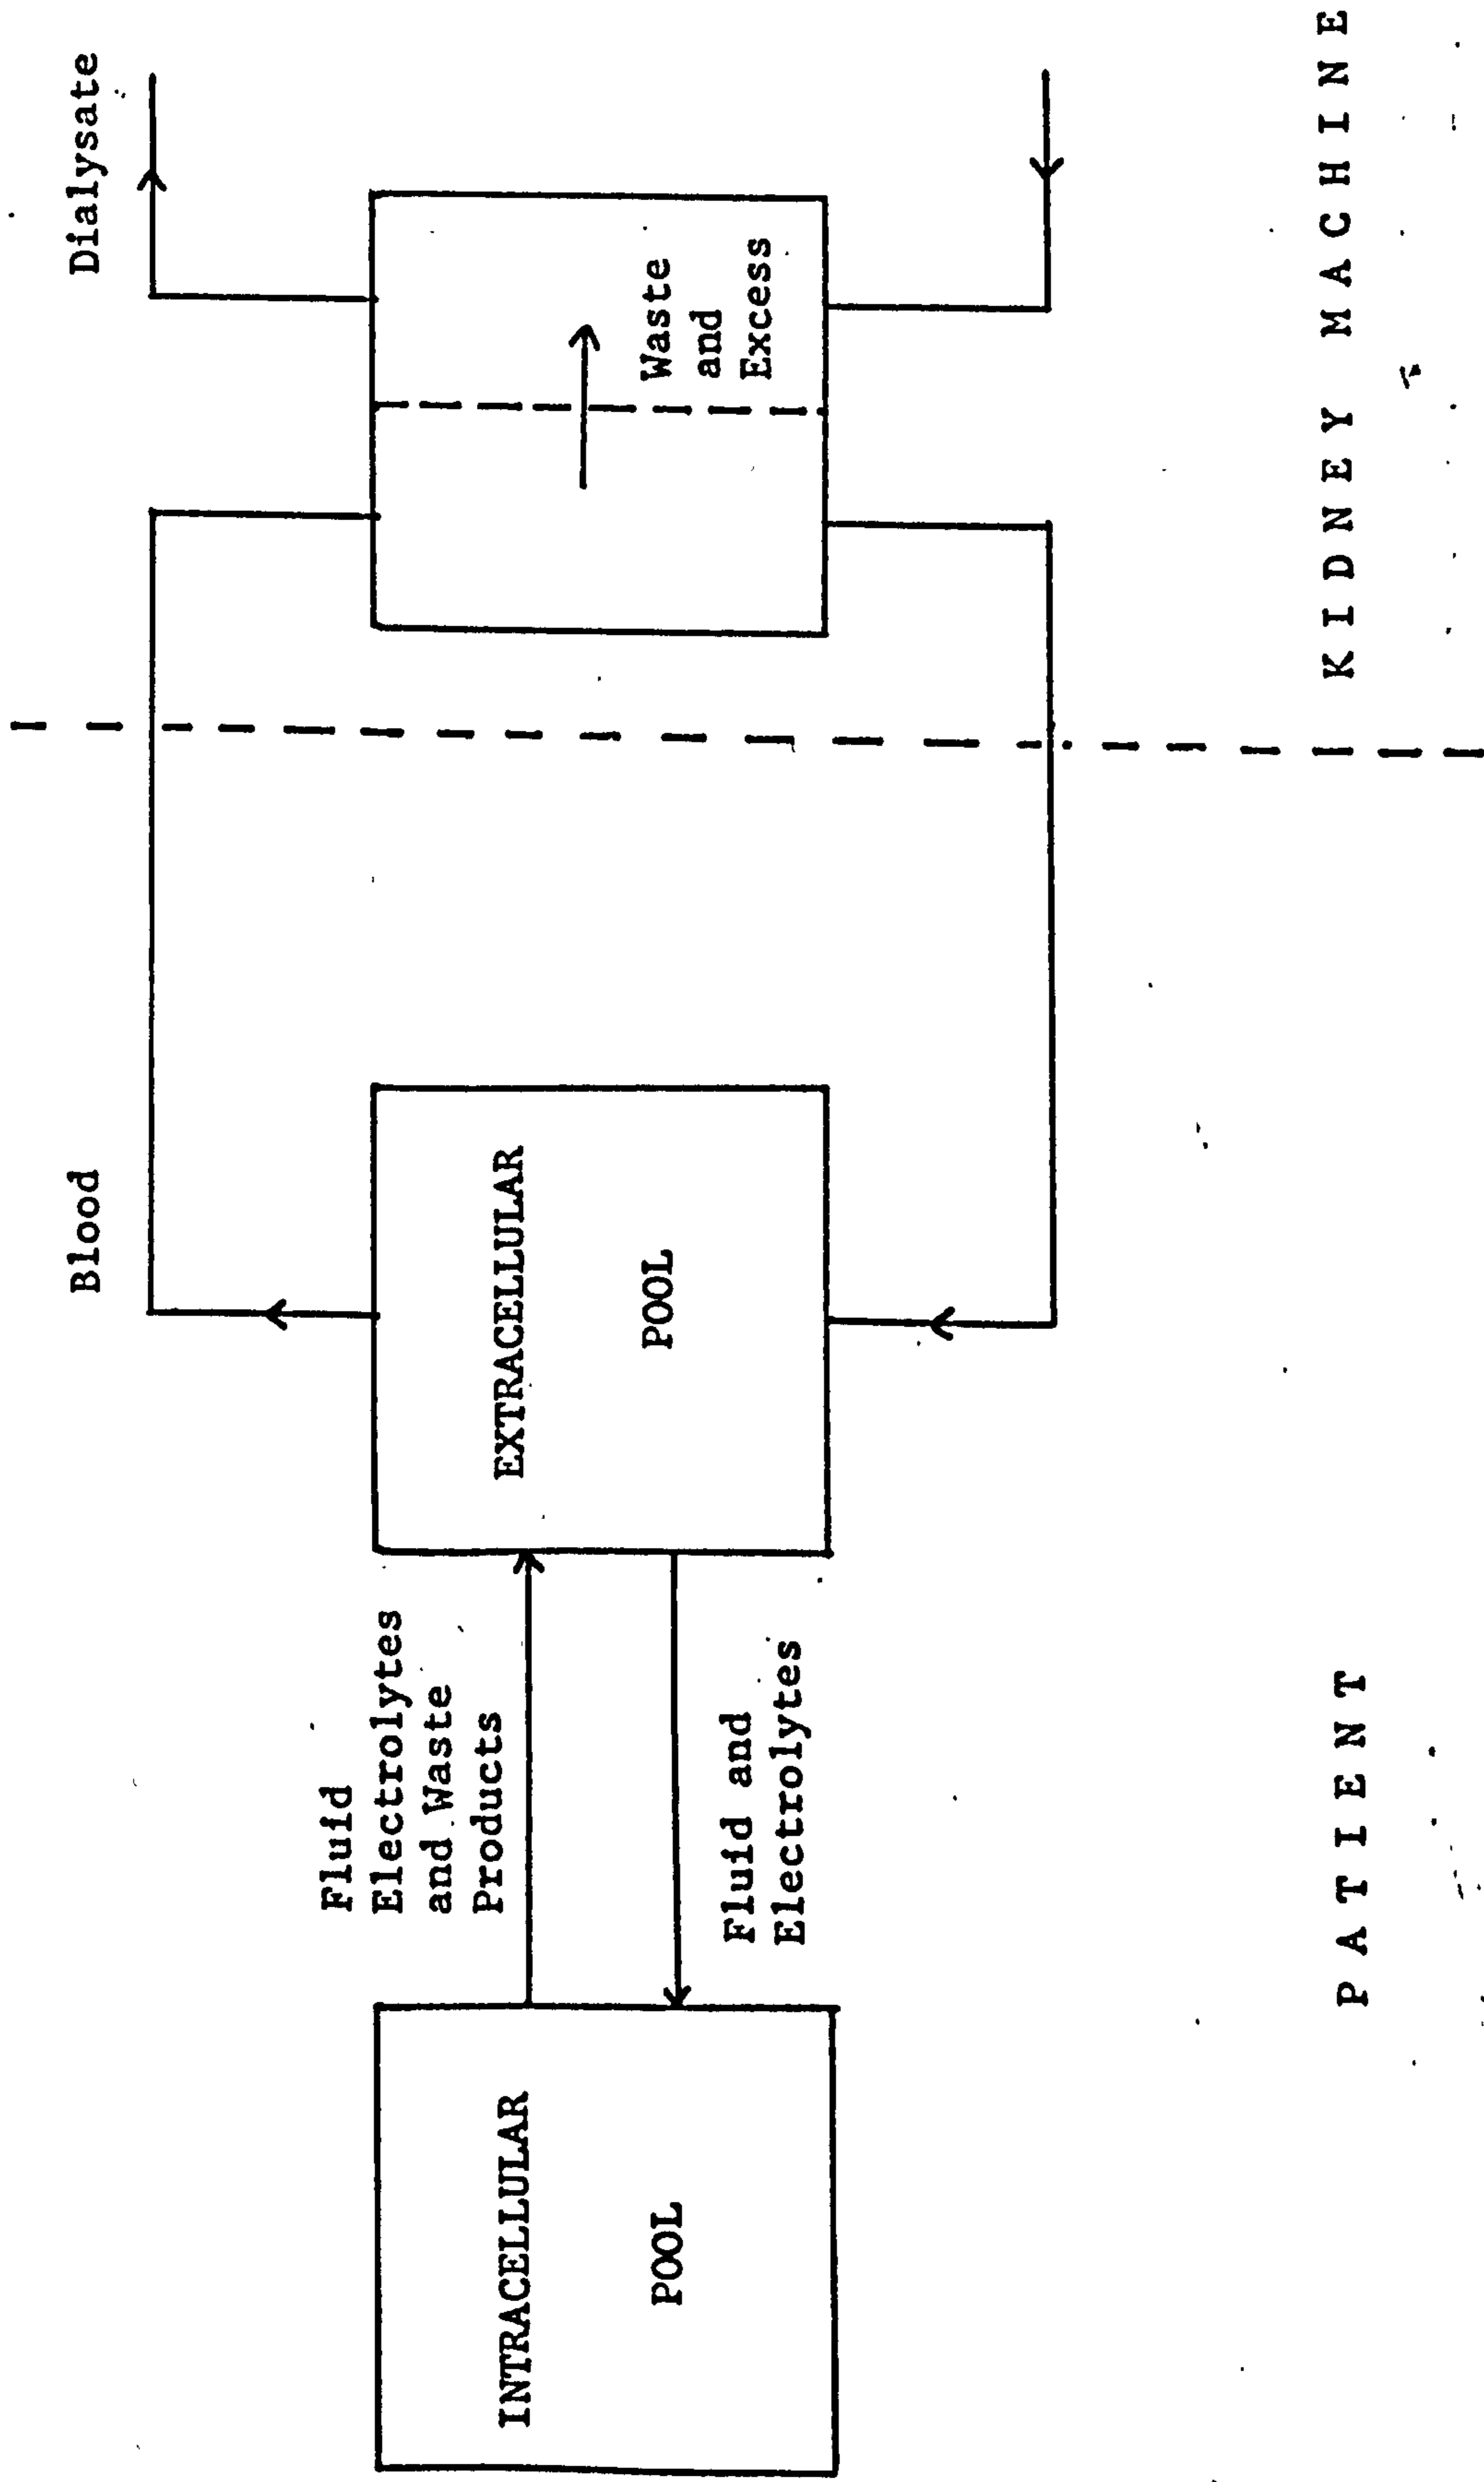 Blood
Dialysate
Fluid
Electrolytes
and Waste
Products
INTRACELLULAR
POOL
EXTRACELLULAR
POOL
Fluid and
Electrolytes
Waste
and
Excess
PATIENT
KIDNEY MACHINE